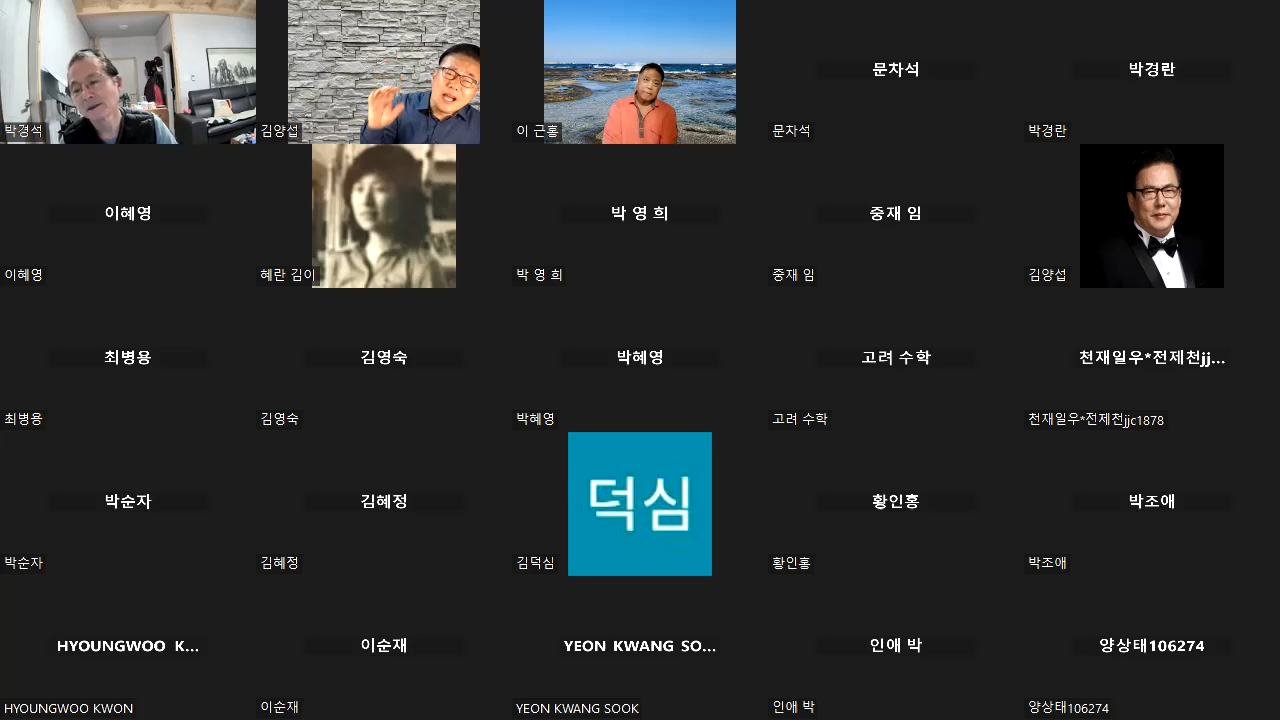 박경석
김양섭
이 근홍
문차석
문차석
박경란
박경란
이혜영
이혜영
혜란 김이
박 영 희
박 영 희
중재 임
중재 임
김양섭
최병용
최병용
김영숙
김영숙
박혜영
박혜영
고려 수학
고려 수학
천재일우*전제천jj...
천재일우*전제천jjc1878
박순자
박순자
김혜정
김혜정
덕심
김덕심
황인홍
황인홍
박조애
박조애
HYOUNGWOO K...
HYOUNGWOO KWON
이순재
이순재
YEON KWANG SO...
YEON KWANG SOOK
인애 박
인애 박
양상태106274
양상태106274